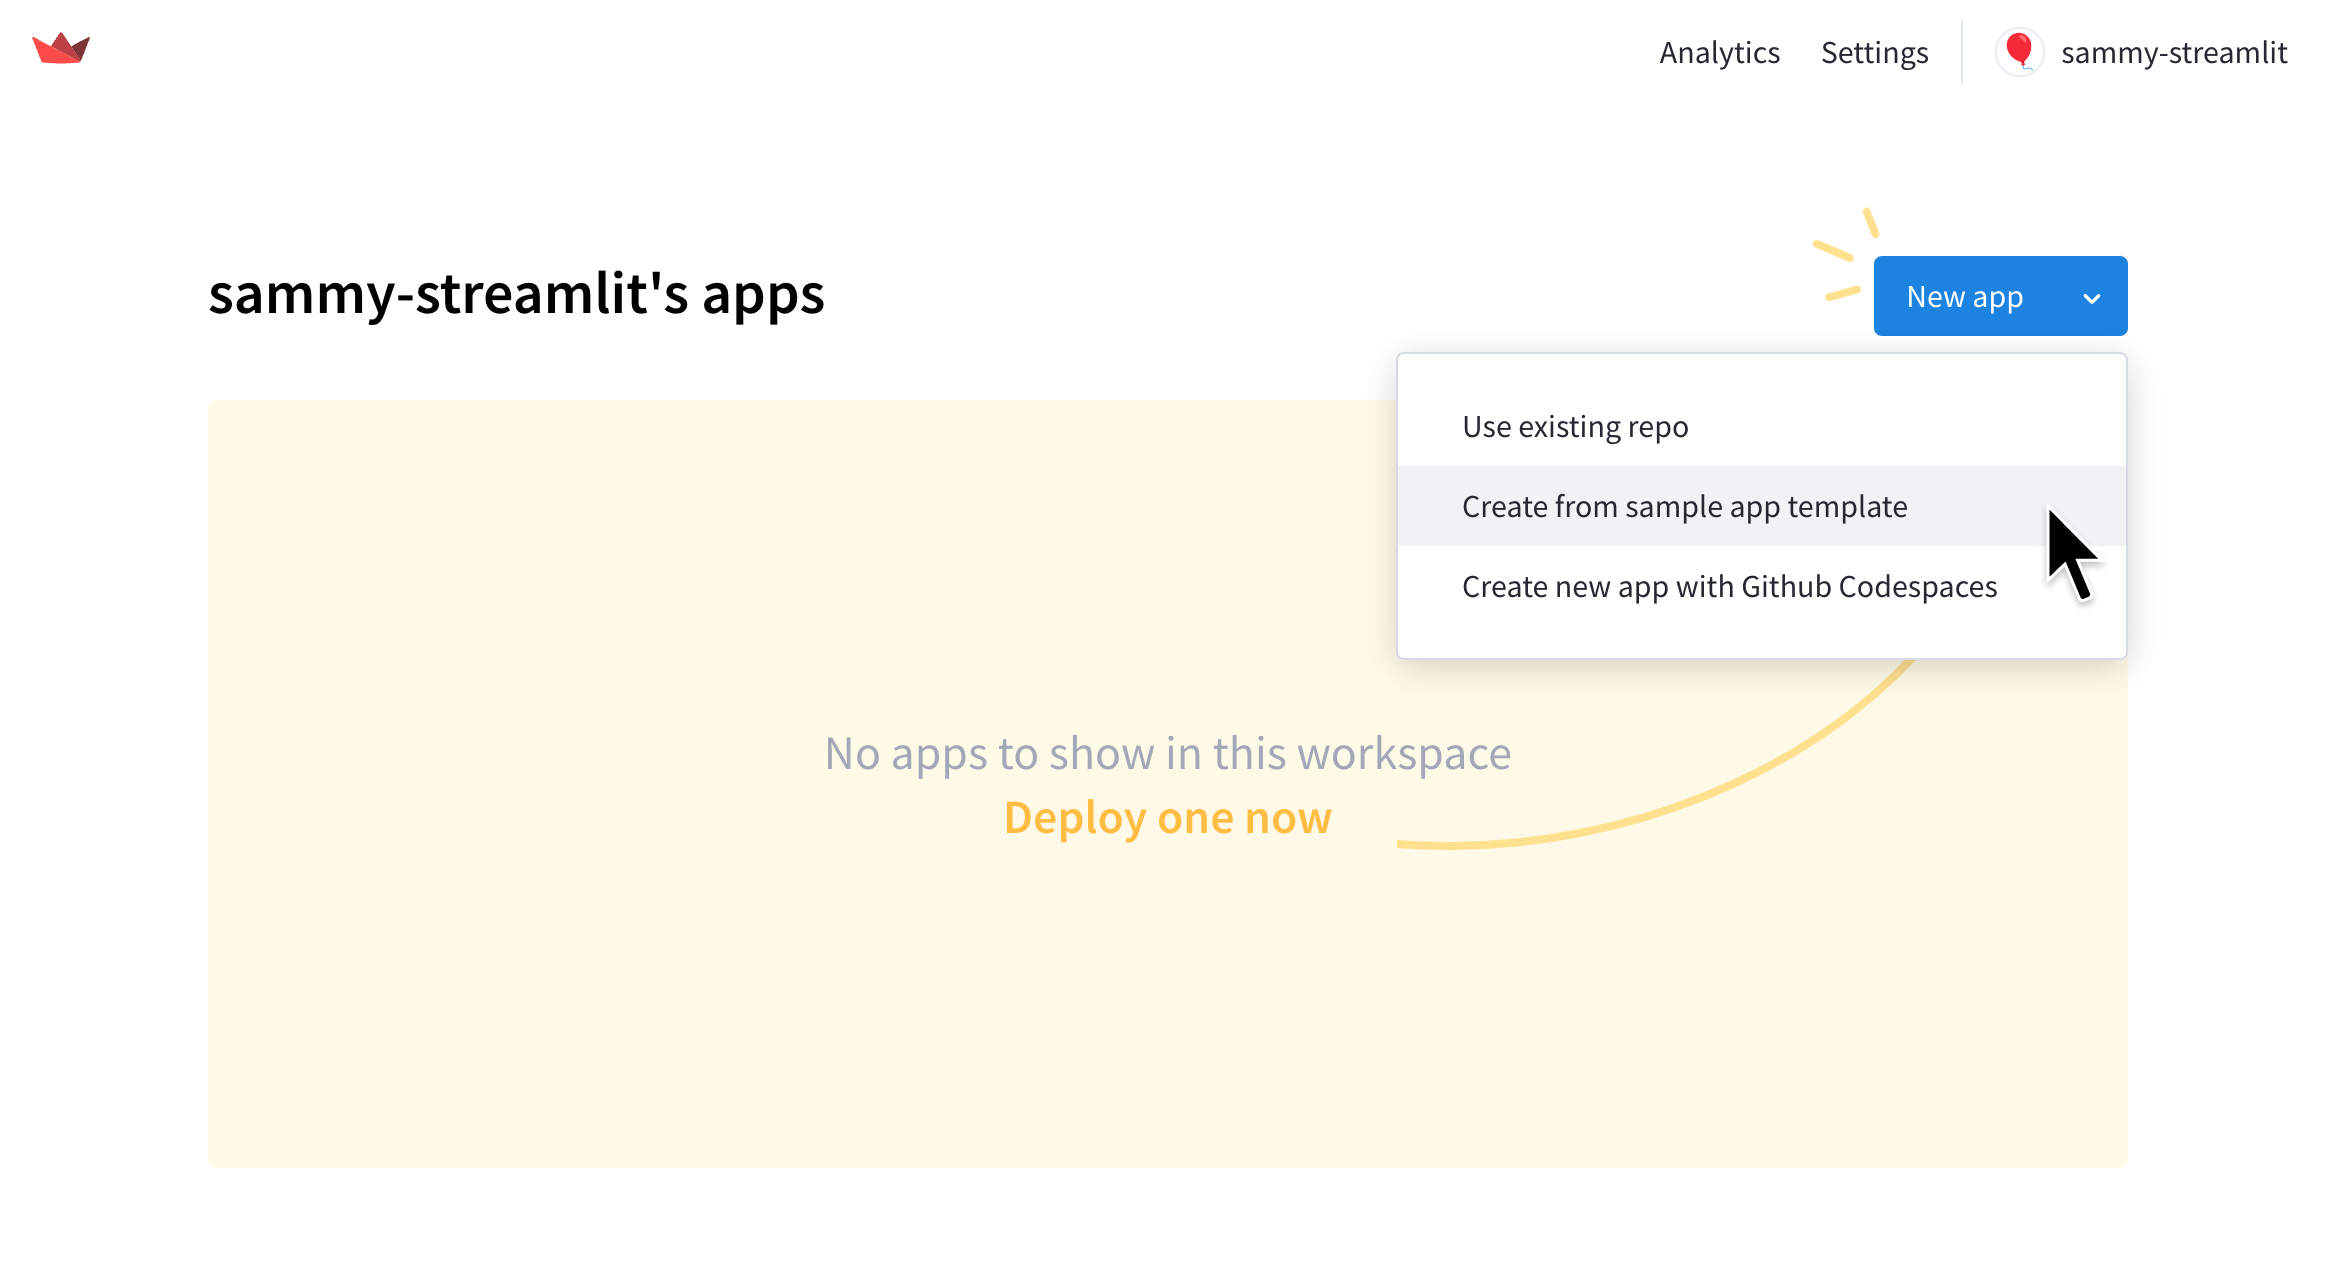 Analytics Settings sammy-streamlit
sammy-streamlit's apps
New app
Use existing repo
Create from sample app template
Create new app with Github Codespaces
No apps to show in this workspace
Deploy one now